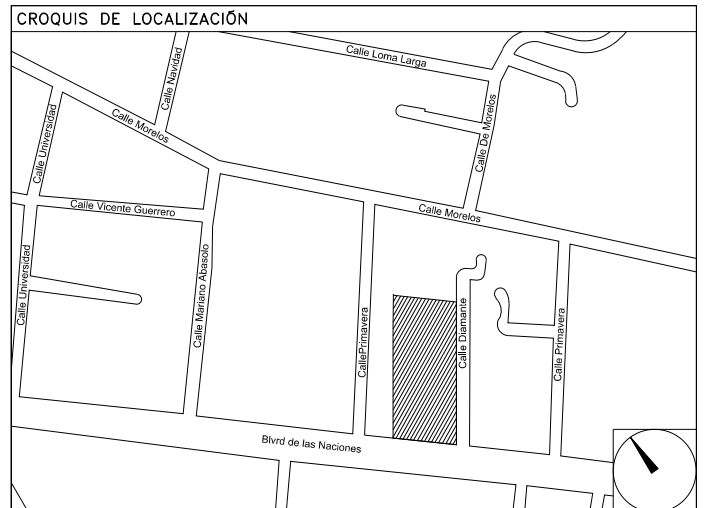 CROQUIS DE LOCALIZACIÓN
Calle Loma Larga
Calle Navidad
Calle Universidad
Calle Morelos
Calle De Morelos
Calle Vicente Guerrero
Calle Morelos
Calle Universidad
Calle Mariano Abasolo
CallePrimavera
Calle Diamante
Calle Primavera
Blvrd de las Naciones